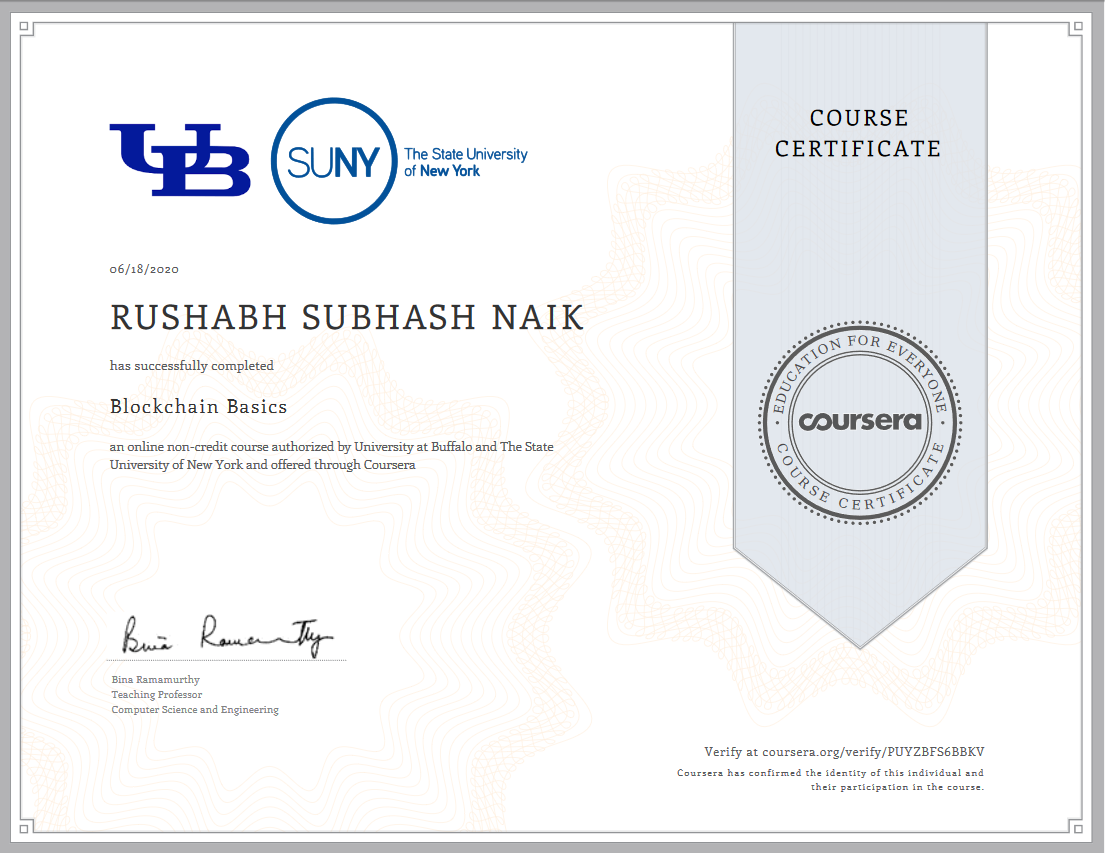 UB
SUNY
The State University
of New York
COURSE
CERTIFICATE
06/18/2020
RUSHABH SUBHASH NAIK
has successfully completed
Blockchain Basics
an online non-credit course authorized by University at Buffalo and The State
University of New York and offered through Coursera
EDUCATION FOR EVERYONE
coursera
COURSE CERTIFICATE
Bina Ramamurthy
Bina Ramamurthy
Teaching Professor
Computer Science and Engineering
Verify at coursera.org/verify/PUYZBFS6BBKV
Coursera has confirmed the identity of this individual and
their participation in the course.